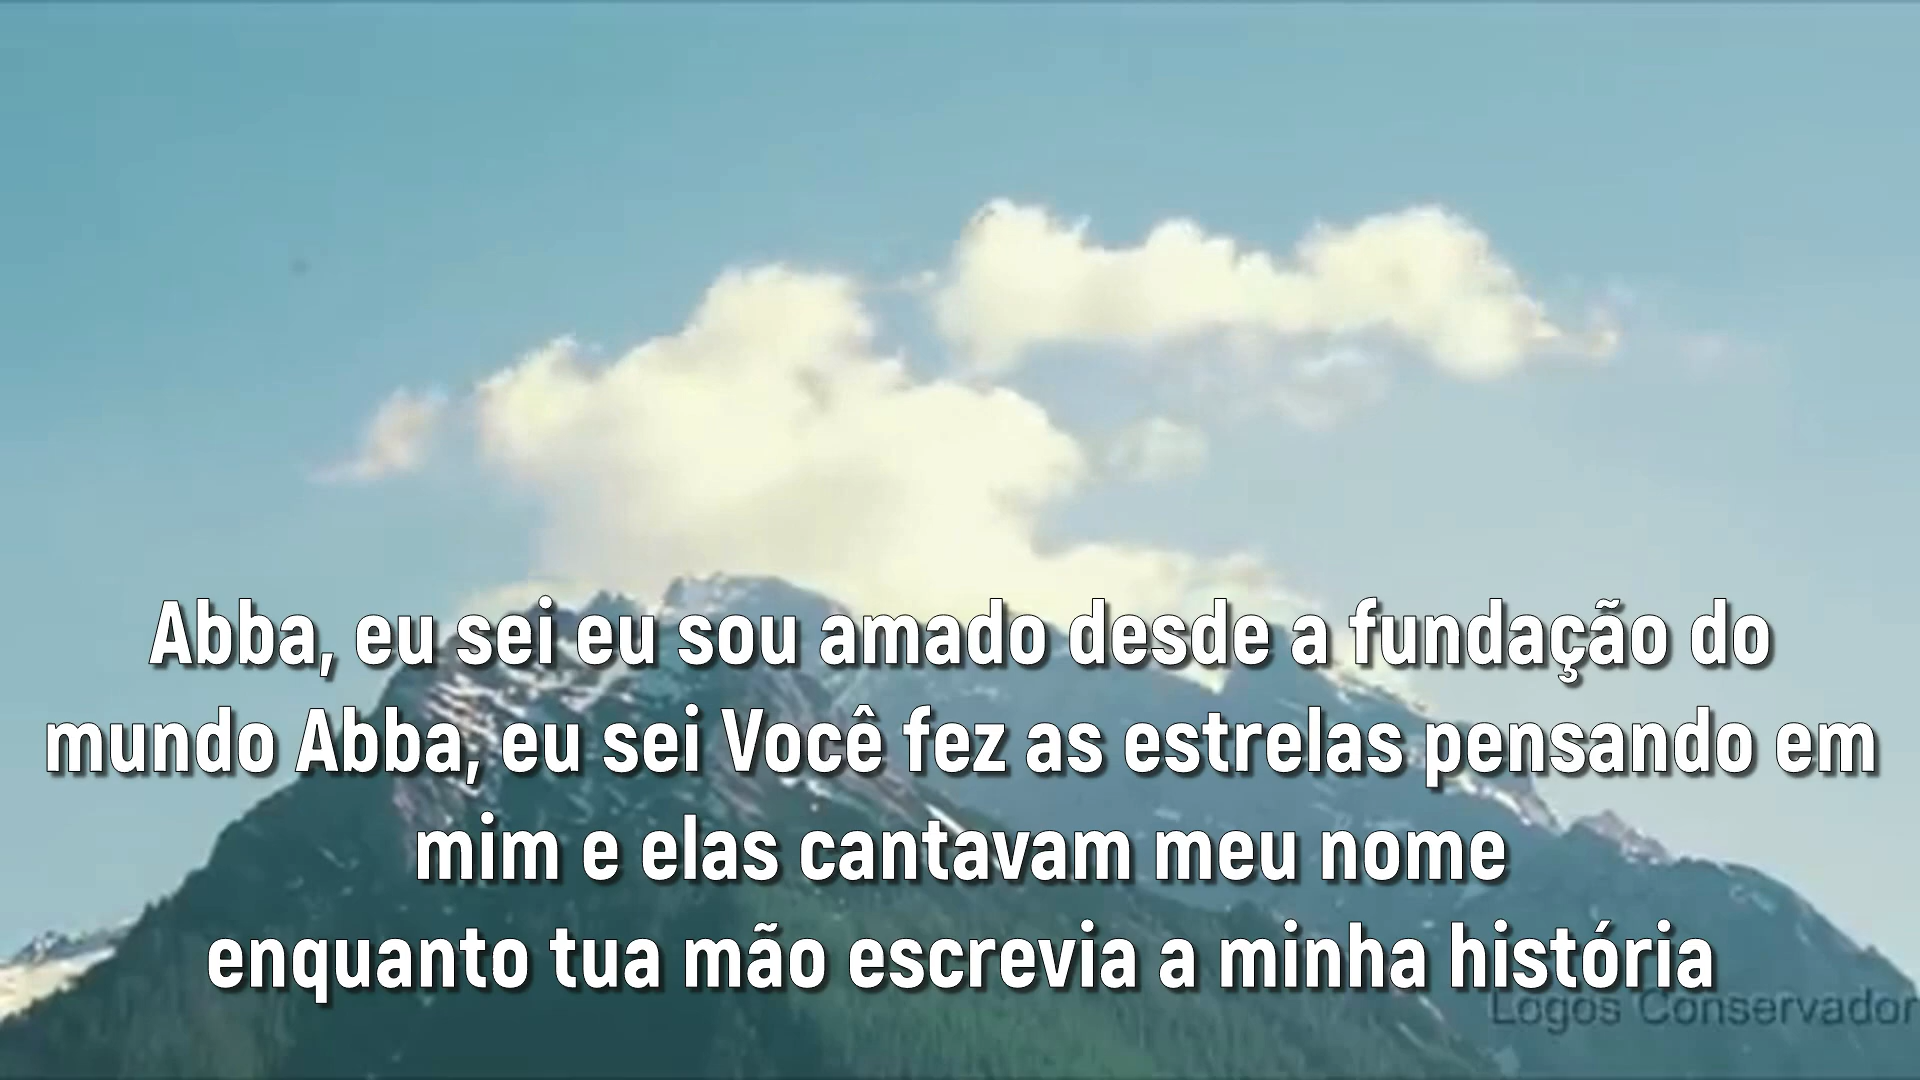 Abba, eu sei eu sou amado desde a fundação do
mundo Abba, eu sei Você fez as estrelas pensando em
mim e elas cantavam meu nome
enquanto tua mão escrevia a minha história
Logos Conservador